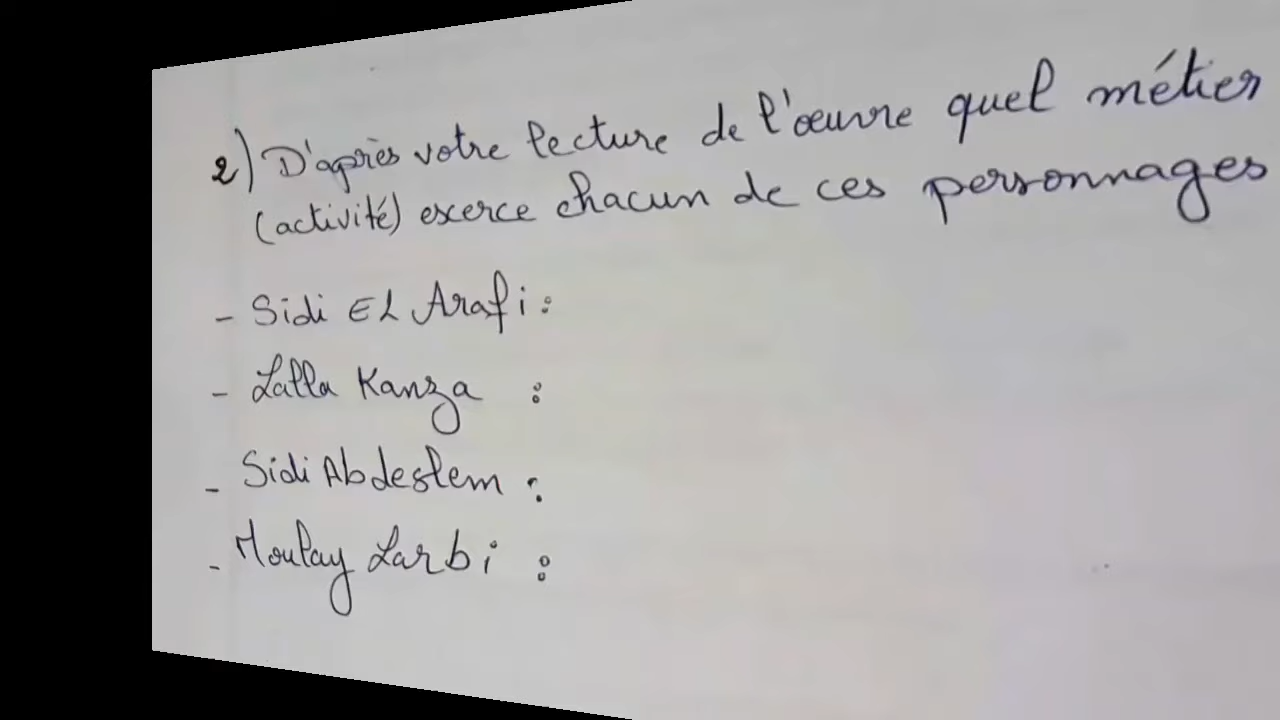 2) D'après votre lecture de l'œuvre quel métier
(activité) exerce chacun de ces personnages
- Sidi EL Arafi :
- Lalla Kanza :
- Sidi Abdeslem :
- Moulay Larbi :